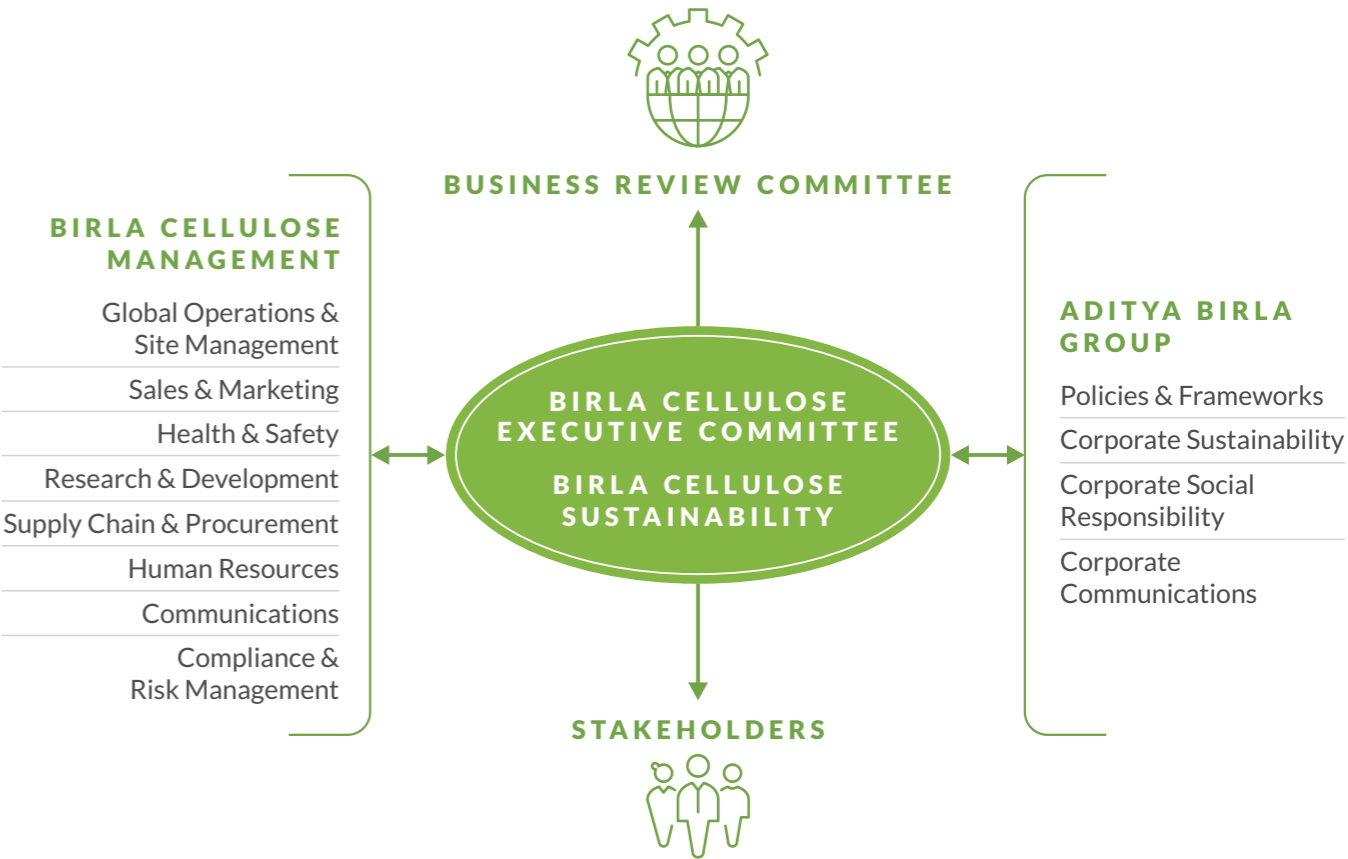 BUSINESS REVIEW COMMITTEE
BIRLA CELLULOSE
MANAGEMENT
Global Operations &
Site Management
Sales & Marketing
Health & Safety
Research & Development
Supply Chain & Procurement
Human Resources
Communications
Compliance &
Risk Management
BIRLA CELLULOSE
EXECUTIVE COMMITTEE
BIRLA CELLULOSE
SUSTAINABILITY
ADITYA BIRLA
GROUP
Policies & Frameworks
Corporate Sustainability
Corporate Social
Responsibility
Corporate
Communications
STAKEHOLDERS